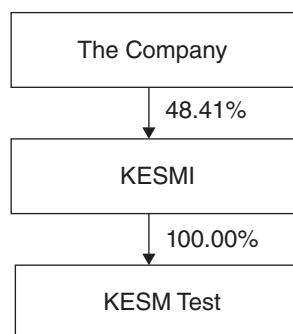 The Company
48.41%
KESMI
100.00%
KESM Test